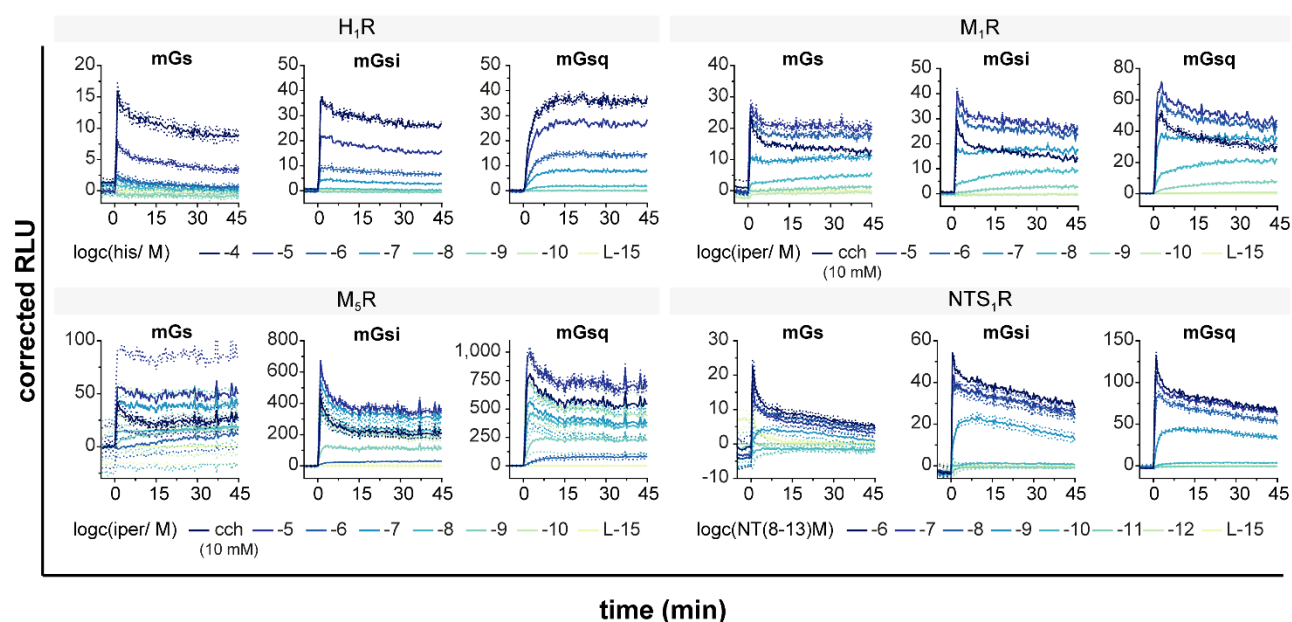 H₁R
mGs mGsi mGsq
20 15 10 5 0
50 40 30 20 10 0
50 40 30 20 10 0
0 15 30 45 0 15 30 45 0 15 30 45
logc(his/ M) -4 -5 -6 -7 -8 -9 -10 L-15
M₁R
mGs mGsi mGsq
40 30 20 10 0
50 40 30 20 10 0
80 60 40 20 0
0 15 30 45 0 15 30 45 0 15 30 45
logc(iper/ M) cch -5 -6 -7 -8 -9 -10 L-15
(10 mM)
M₅R
mGs mGsi mGsq
100 50 0
800 600 400 200 0
1,000 750 500 250 0
0 15 30 45 0 15 30 45 0 15 30 45
logc(iper/ M) cch -5 -6 -7 -8 -9 -10 L-15
(10 mM)
NTS₁R
mGs mGsi mGsq
30 20 10 0 -10
60 40 20 0
150 100 50 0
0 15 30 45 0 15 30 45 0 15 30 45
logc(NT(8-13)M) -6 -7 -8 -9 -10 -11 -12 L-15
corrected RLU
time (min)